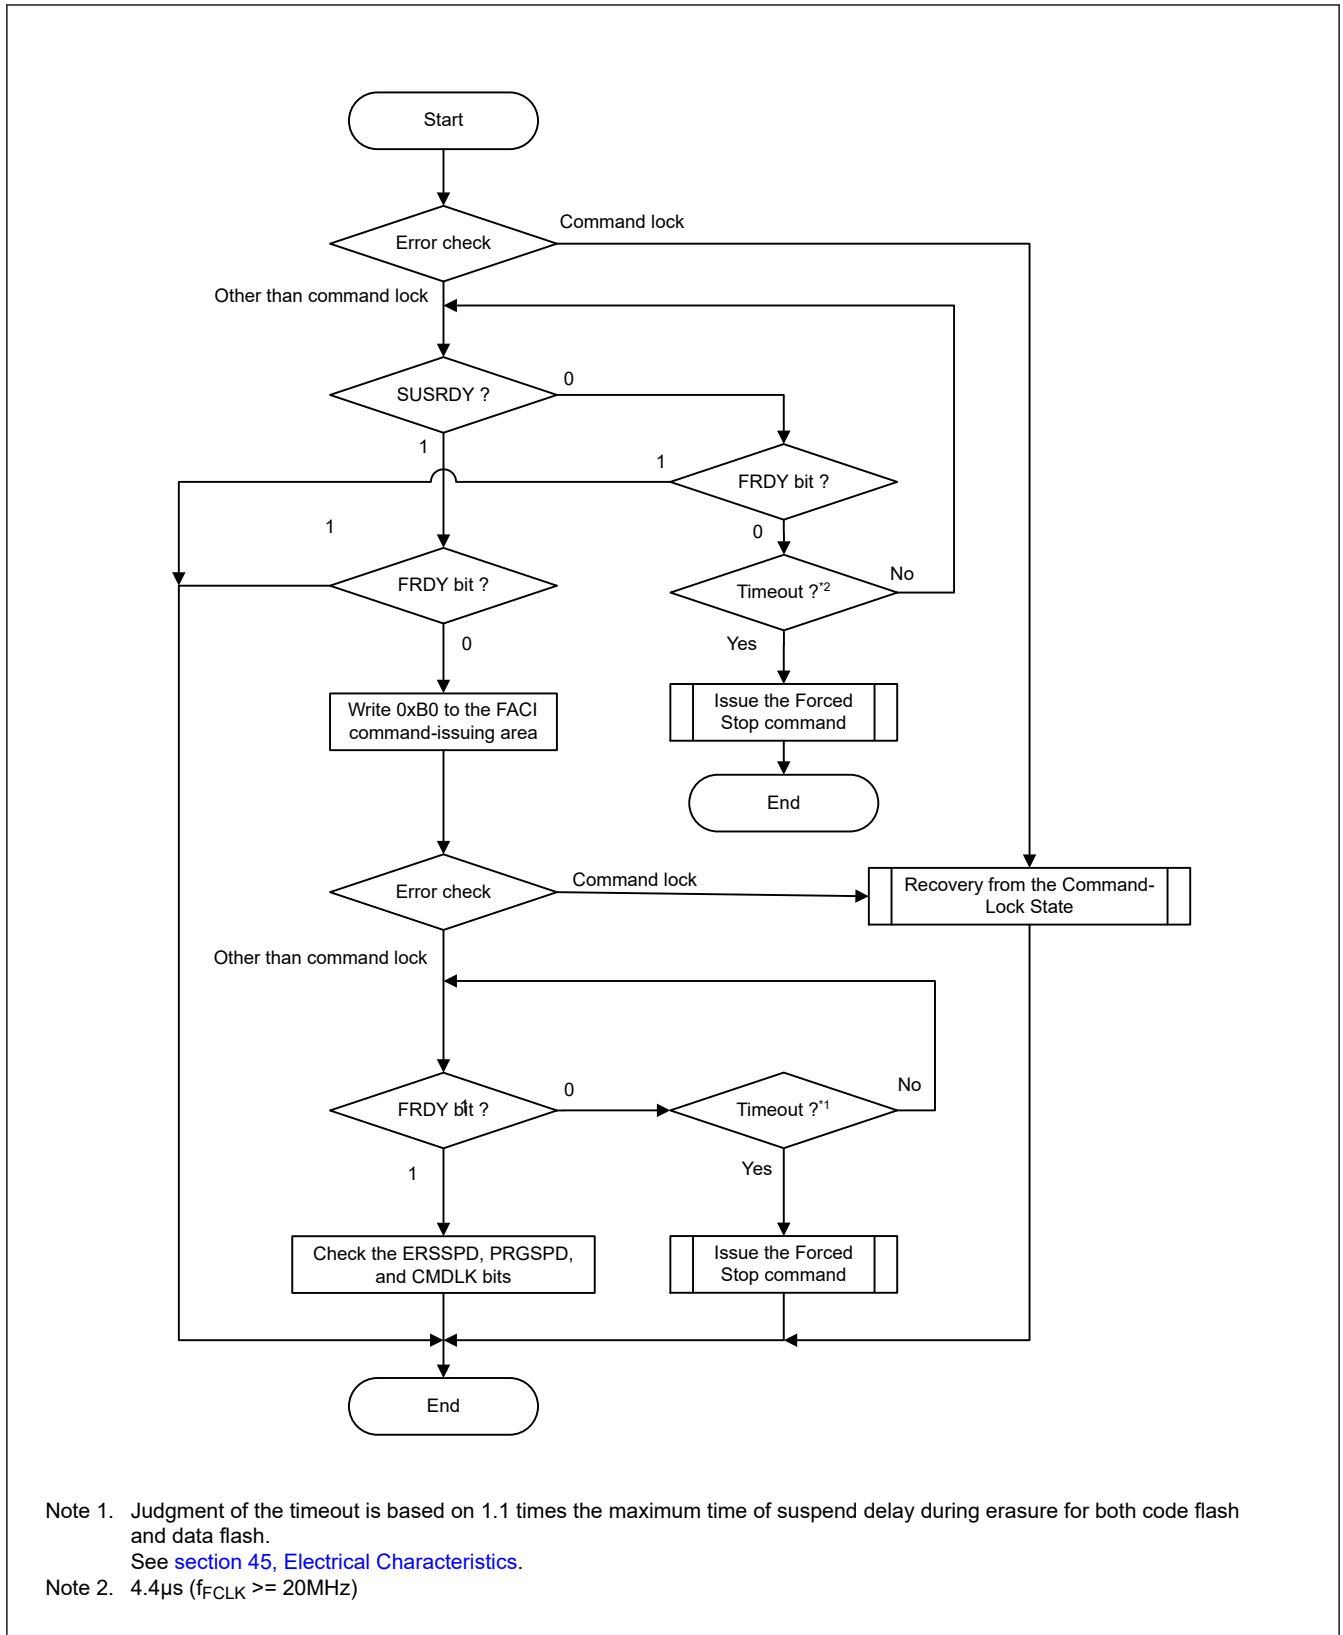 Start
Error check
Command lock
Other than command lock
SUSRDY ?
0
1
FRDY bit ?
1
0
1
FRDY bit ?
0
Timeout ?*2
No
Yes
Write 0xB0 to the FACI
command-issuing area
Issue the Forced
Stop command
End
Error check
Command lock
Recovery from the Command-
Lock State
Other than command lock
FRDY bit ?
1
0
Timeout ?*1
No
1
Yes
Check the ERSSPD, PRGSPD,
and CMDLK bits
Issue the Forced
Stop command
End
Note 1. Judgment of the timeout is based on 1.1 times the maximum time of suspend delay during erasure for both code flash
and data flash.
See section 45, Electrical Characteristics.
Note 2. 4.4µs (fFCLK >= 20MHz)